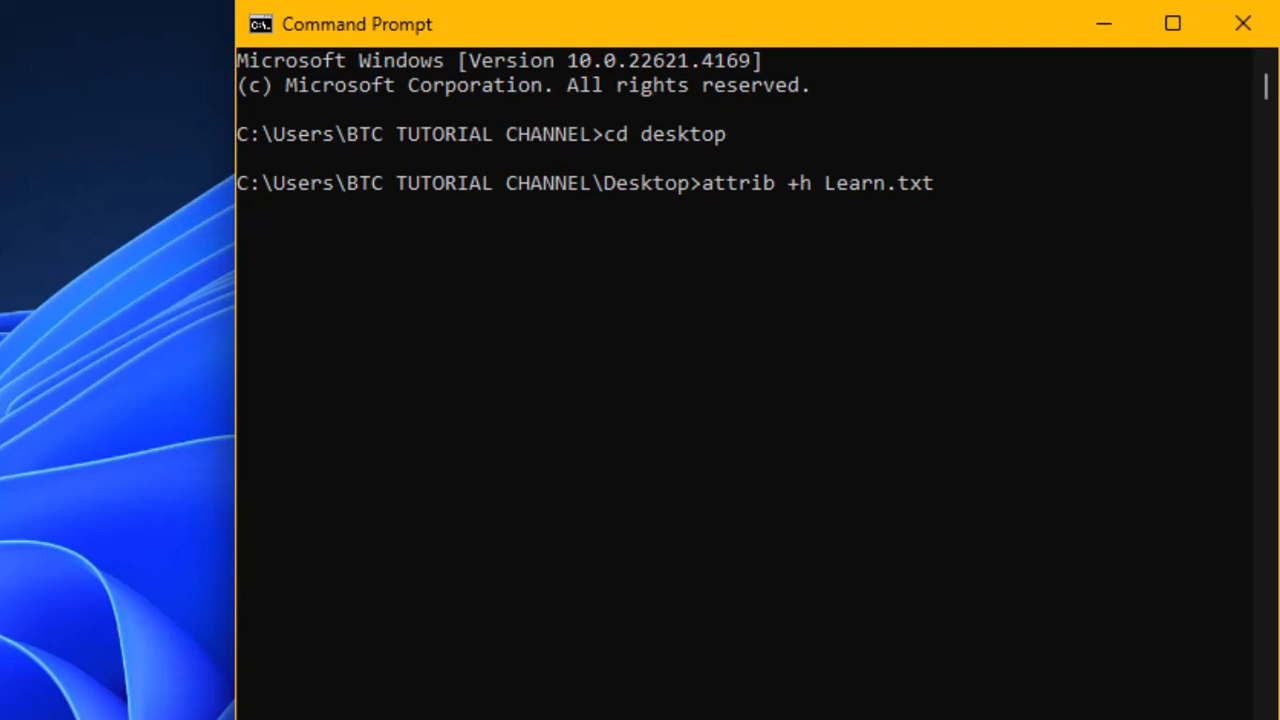 Command Prompt
Microsoft Windows [Version 10.0.22621.4169]
(c) Microsoft Corporation. All rights reserved.
C:\Users\BTC TUTORIAL CHANNEL>cd desktop
C:\Users\BTC TUTORIAL CHANNEL\Desktop>attrib +h Learn.txt